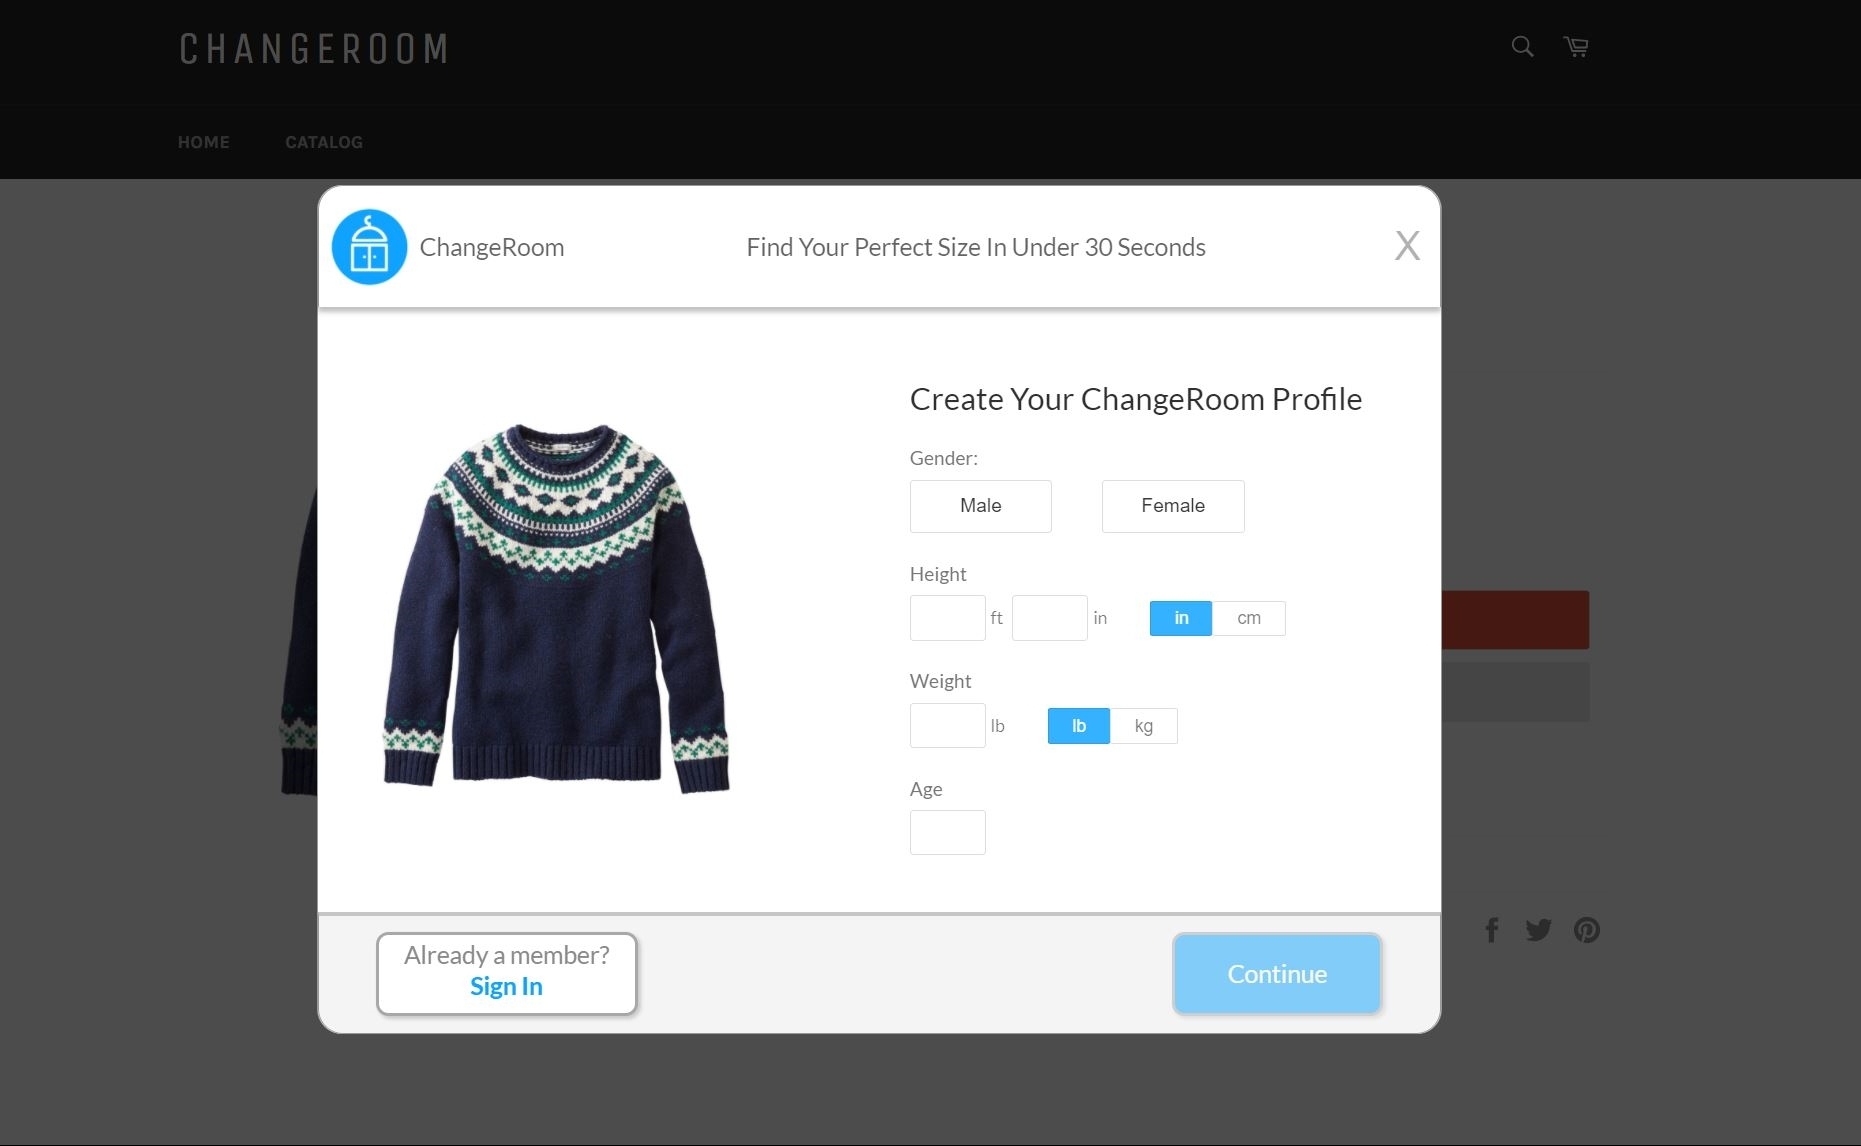 CHANGEROOM
HOME CATALOG
ChangeRoom Find Your Perfect Size In Under 30 Seconds X
Create Your ChangeRoom Profile
Gender:
Male Female
Height
ft in in cm
Weight
lb lb kg
Age
Already a member?
Sign In
Continue